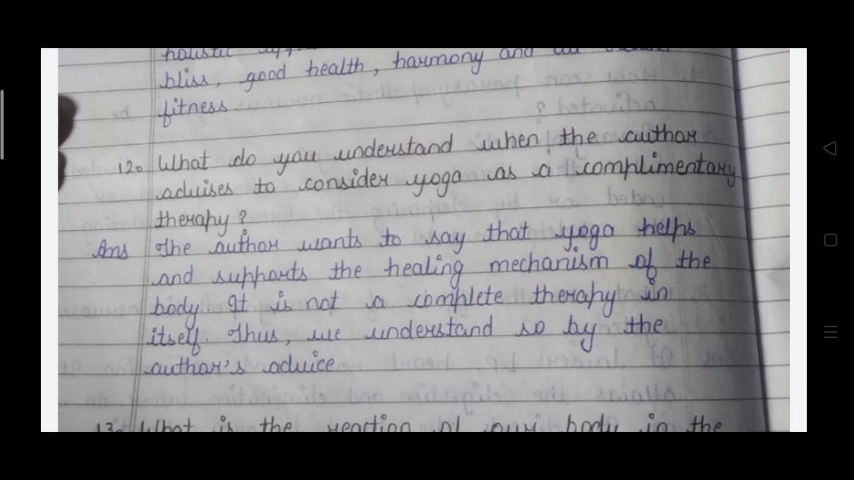 bliss, good health, harmony and
fitness
12. What do you understand when the author
advises to consider yoga as a complimentary
therapy?
Ans The author wants to say that yoga helps
and supports the healing mechanism of the
body. It is not a complete therapy in
itself. Thus, we understand so by the
author's advice
13. What is the reaction of our body in the